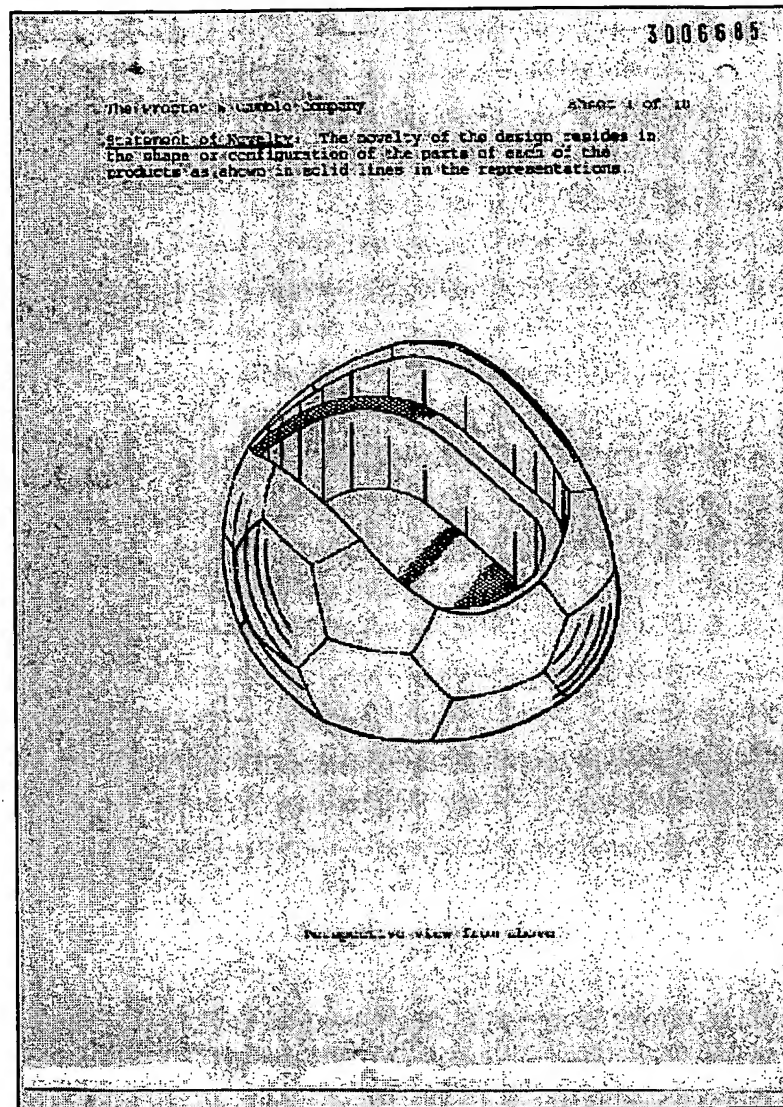 3006685
The Procter & Gamble Company Sheet 1 of 10
Statement of Novelty: The novelty of the design resides in
the shape or configuration of the parts of each of the
products as shown in solid lines in the representations.
Perspective view from above